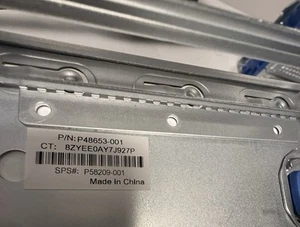 P/N: P48653-001
CT: 8ZYEE0AY7J927P
SPS#: P58209-001
Made in China